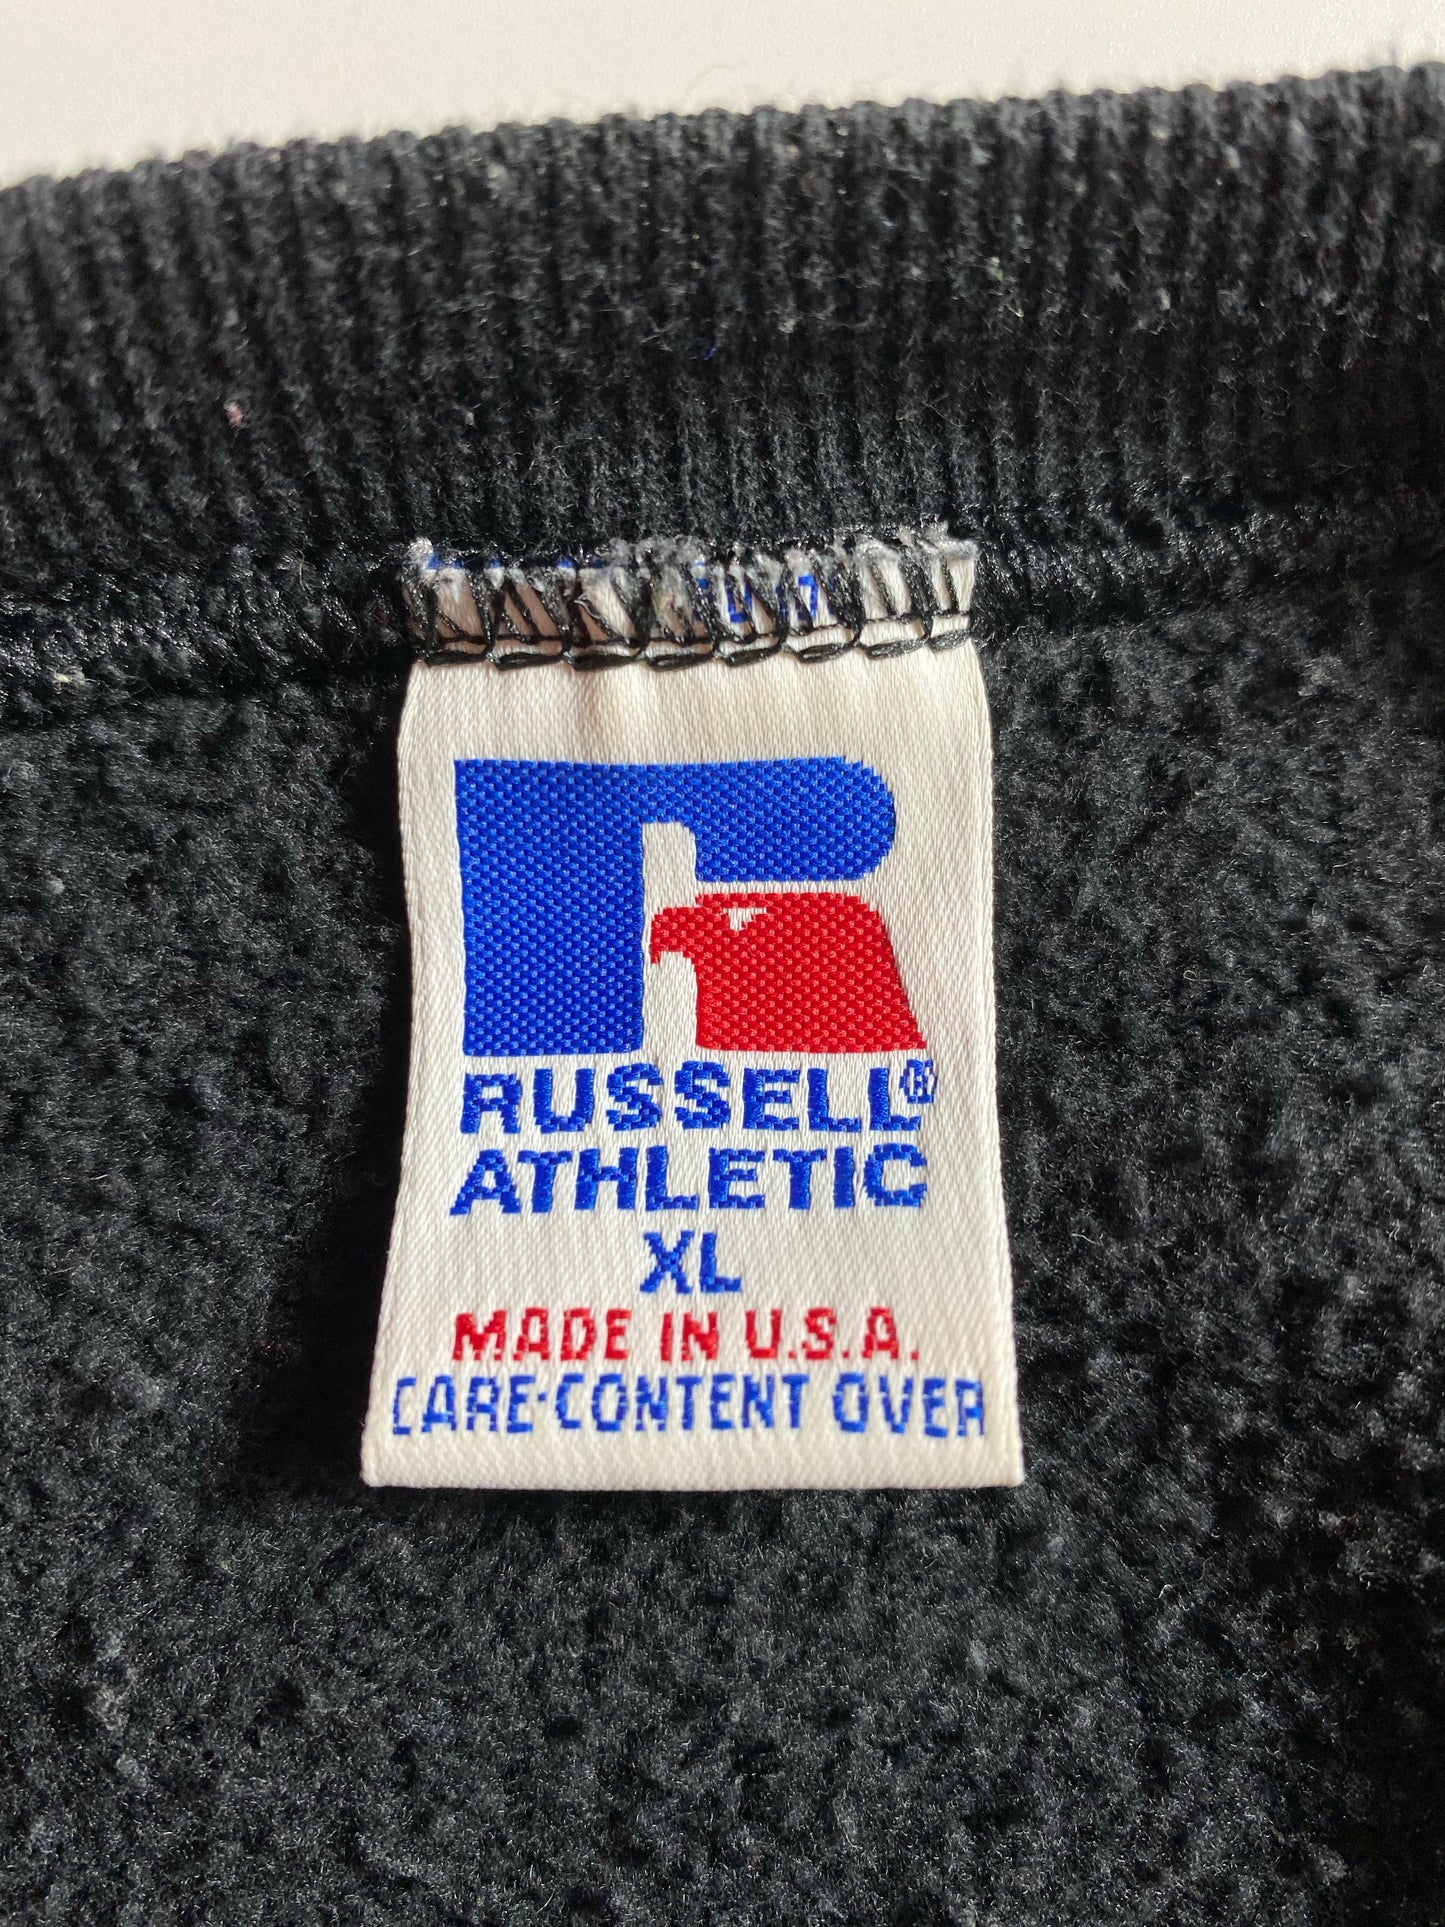 RUSSELL®
ATHLETIC
XL
MADE IN U.S.A.
CARE·CONTENT OVER